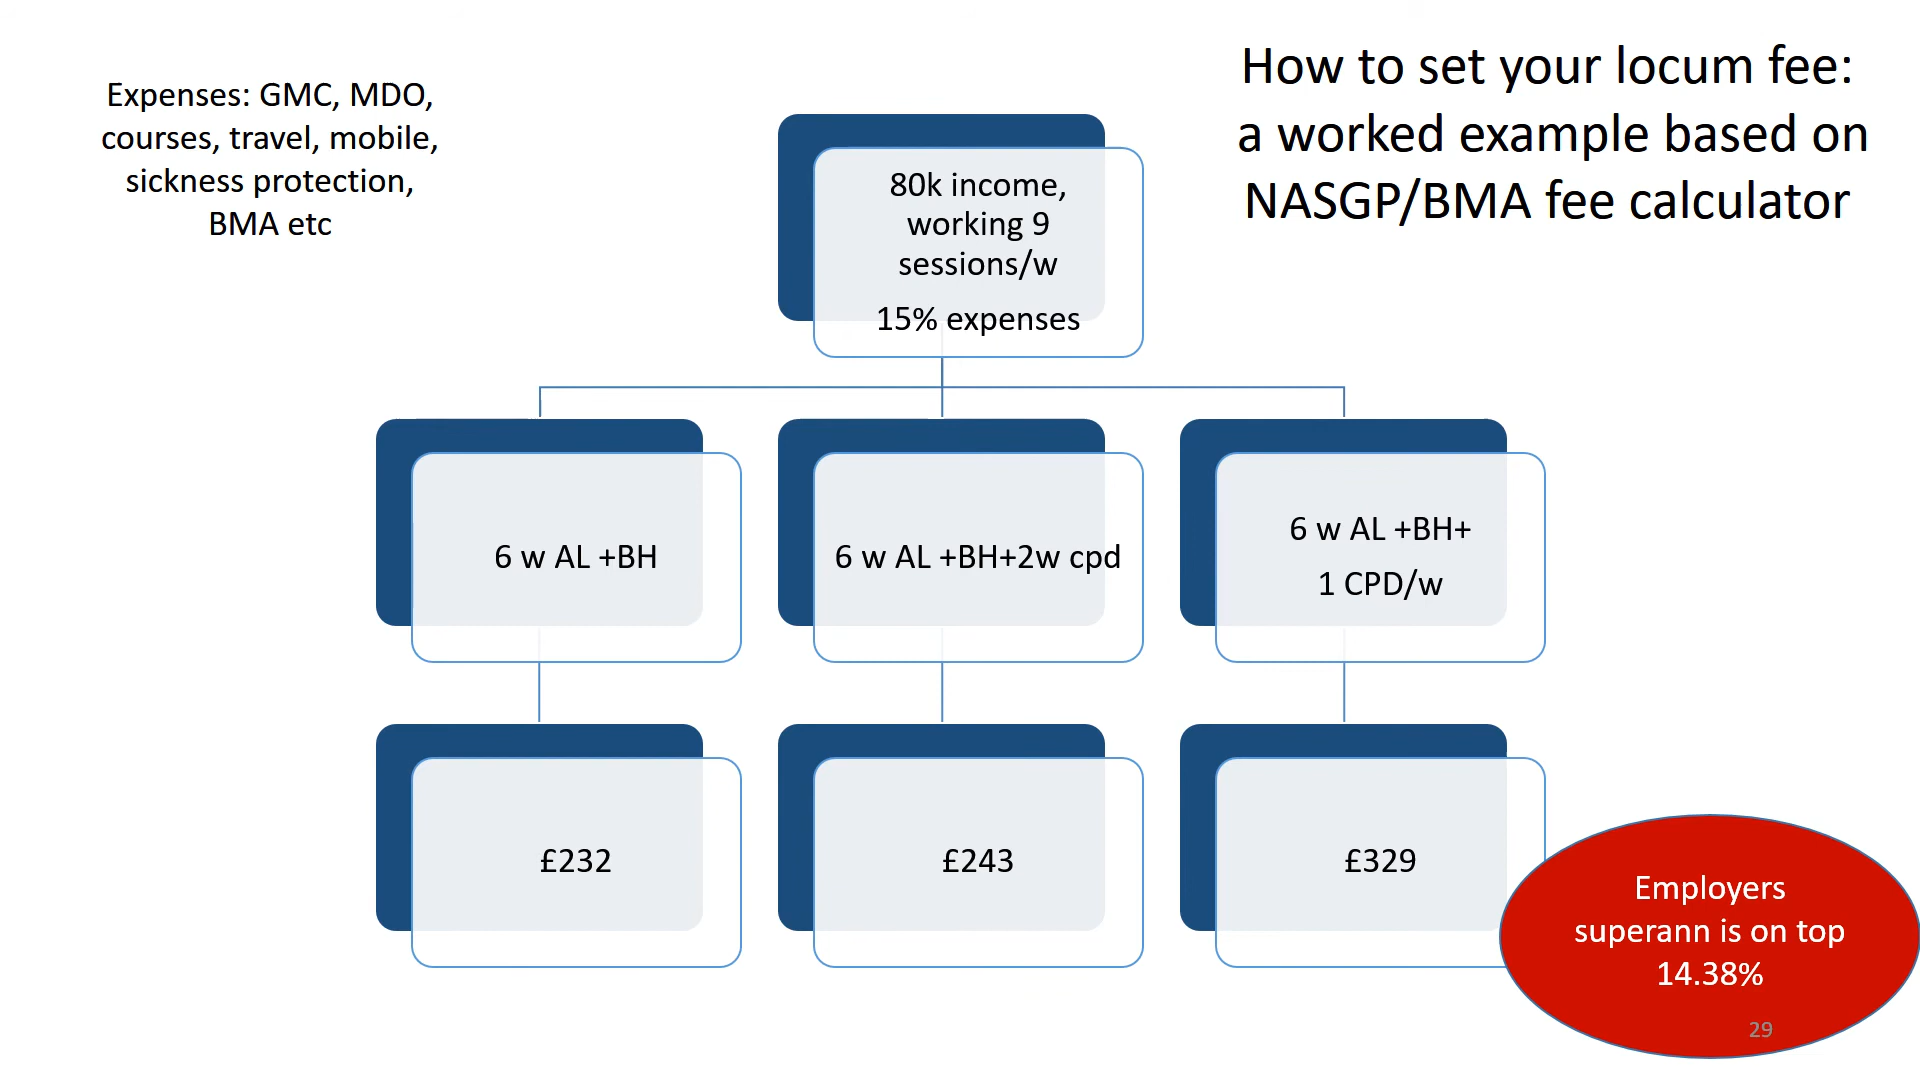 How to set your locum fee:
a worked example based on
NASGP/BMA fee calculator
Expenses: GMC, MDO,
courses, travel, mobile,
sickness protection,
BMA etc
80k income,
working 9
sessions/w
15% expenses
6 w AL +BH
6 w AL +BH+2w cpd
6 w AL +BH+
1 CPD/w
£232
£243
£329
Employers
superann is on top
14.38%
29